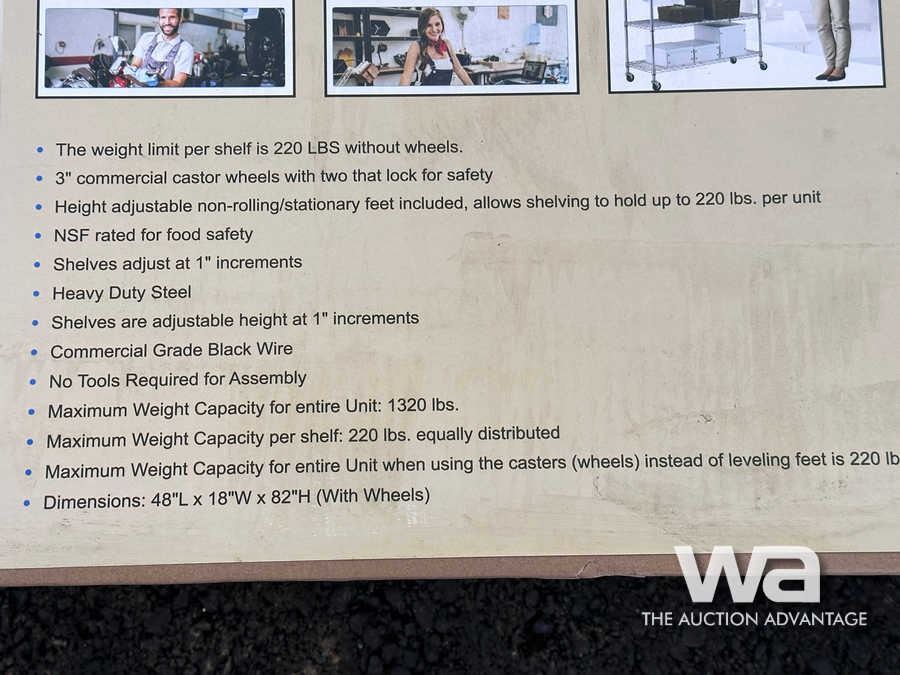 The weight limit per shelf is 220 LBS without wheels.
3" commercial castor wheels with two that lock for safety
Height adjustable non-rolling/stationary feet included, allows shelving to hold up to 220 lbs. per unit
NSF rated for food safety
Shelves adjust at 1" increments
Heavy Duty Steel
Shelves are adjustable height at 1" increments
Commercial Grade Black Wire
No Tools Required for Assembly
Maximum Weight Capacity for entire Unit: 1320 lbs.
Maximum Weight Capacity per shelf: 220 lbs. equally distributed
Maximum Weight Capacity for entire Unit when using the casters (wheels) instead of leveling feet is 220 lb
Dimensions: 48"L x 18"W x 82"H (With Wheels)
wa
THE AUCTION ADVANTAGE